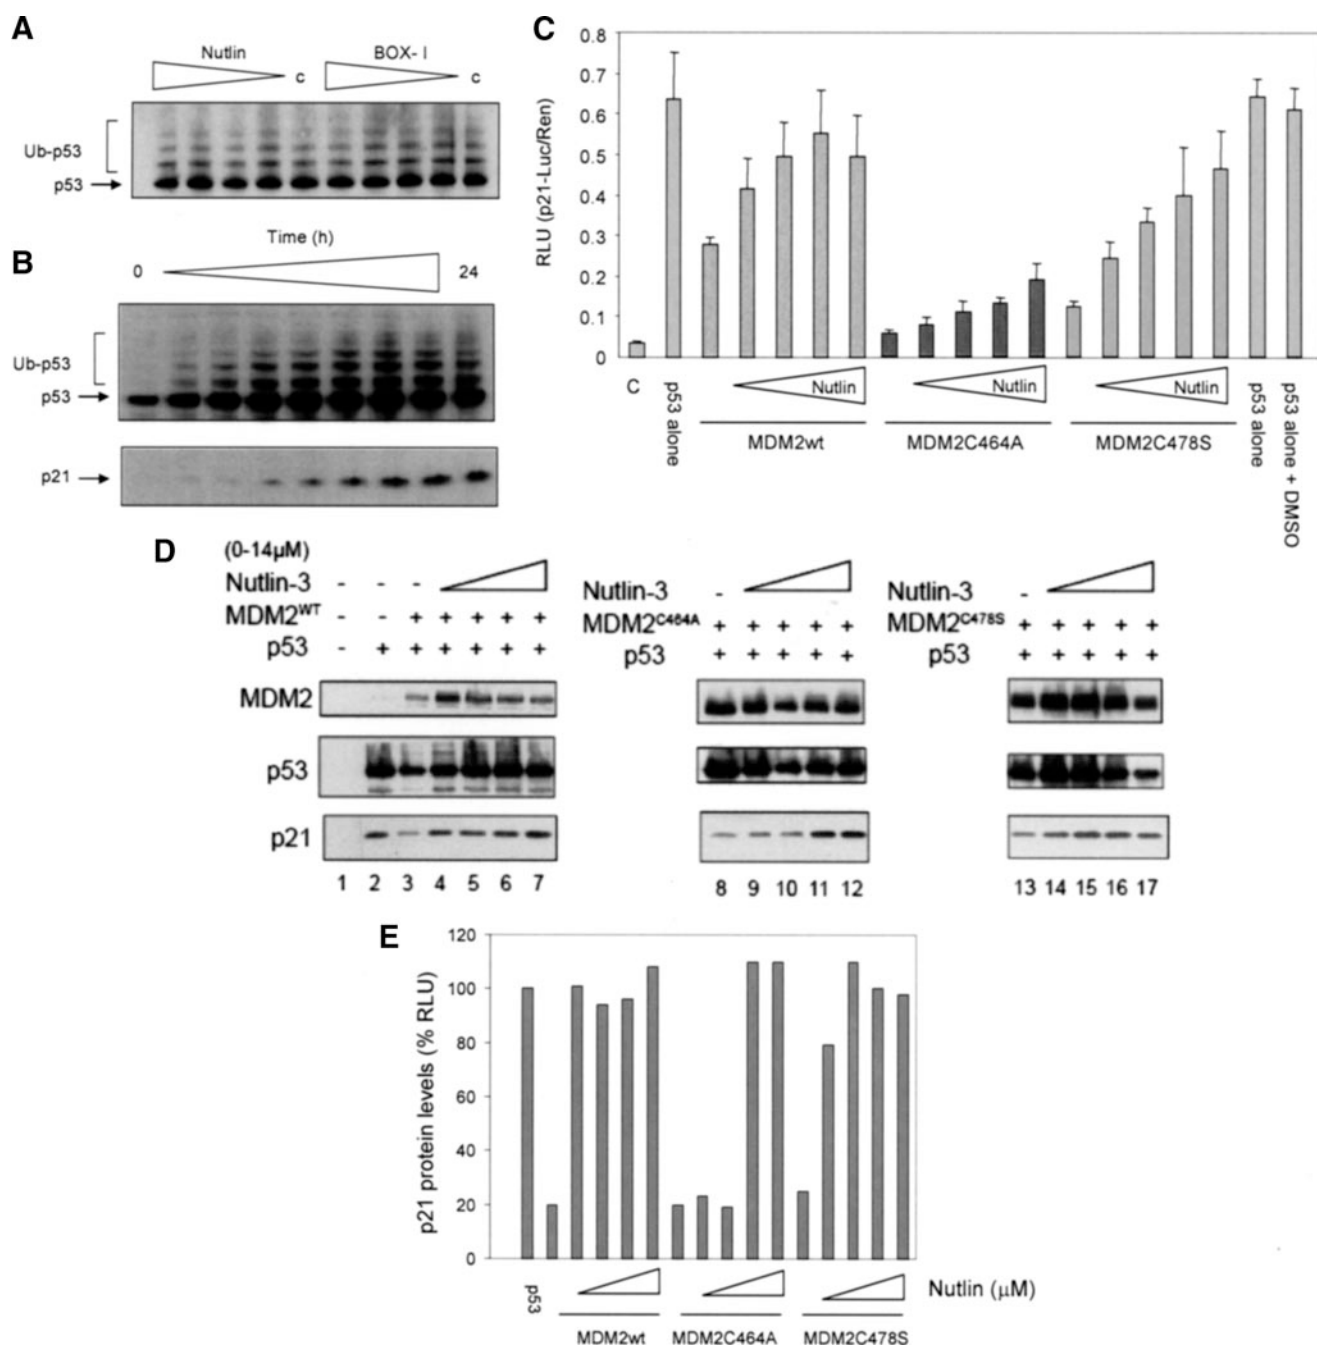 A
Nutlin
BOX- I
c
c
Ub-p53
p53
B
Time (h)
0
24
Ub-p53
p53
p21
C
RLU (p21-Luc/Ren)
0.8
0.7
0.6
0.5
0.4
0.3
0.2
0.1
0
C
p53 alone
Nutlin
MDM2wt
Nutlin
MDM2C464A
Nutlin
MDM2C478S
p53 alone
p53 alone + DMSO
D
(0-14µM)
Nutlin-3 - - -
MDM2WT - - + + + + +
p53 - + + + + + +
MDM2
p53
p21
1 2 3 4 5 6 7
Nutlin-3 -
MDM2C464A + + + + +
p53 + + + + +
8 9 10 11 12
Nutlin-3 -
MDM2C478S + + + + +
p53 + + + + +
13 14 15 16 17
E
p21 protein levels (% RLU)
120
100
80
60
40
20
0
p53
MDM2wt
MDM2C464A
MDM2C478S
Nutlin (µM)